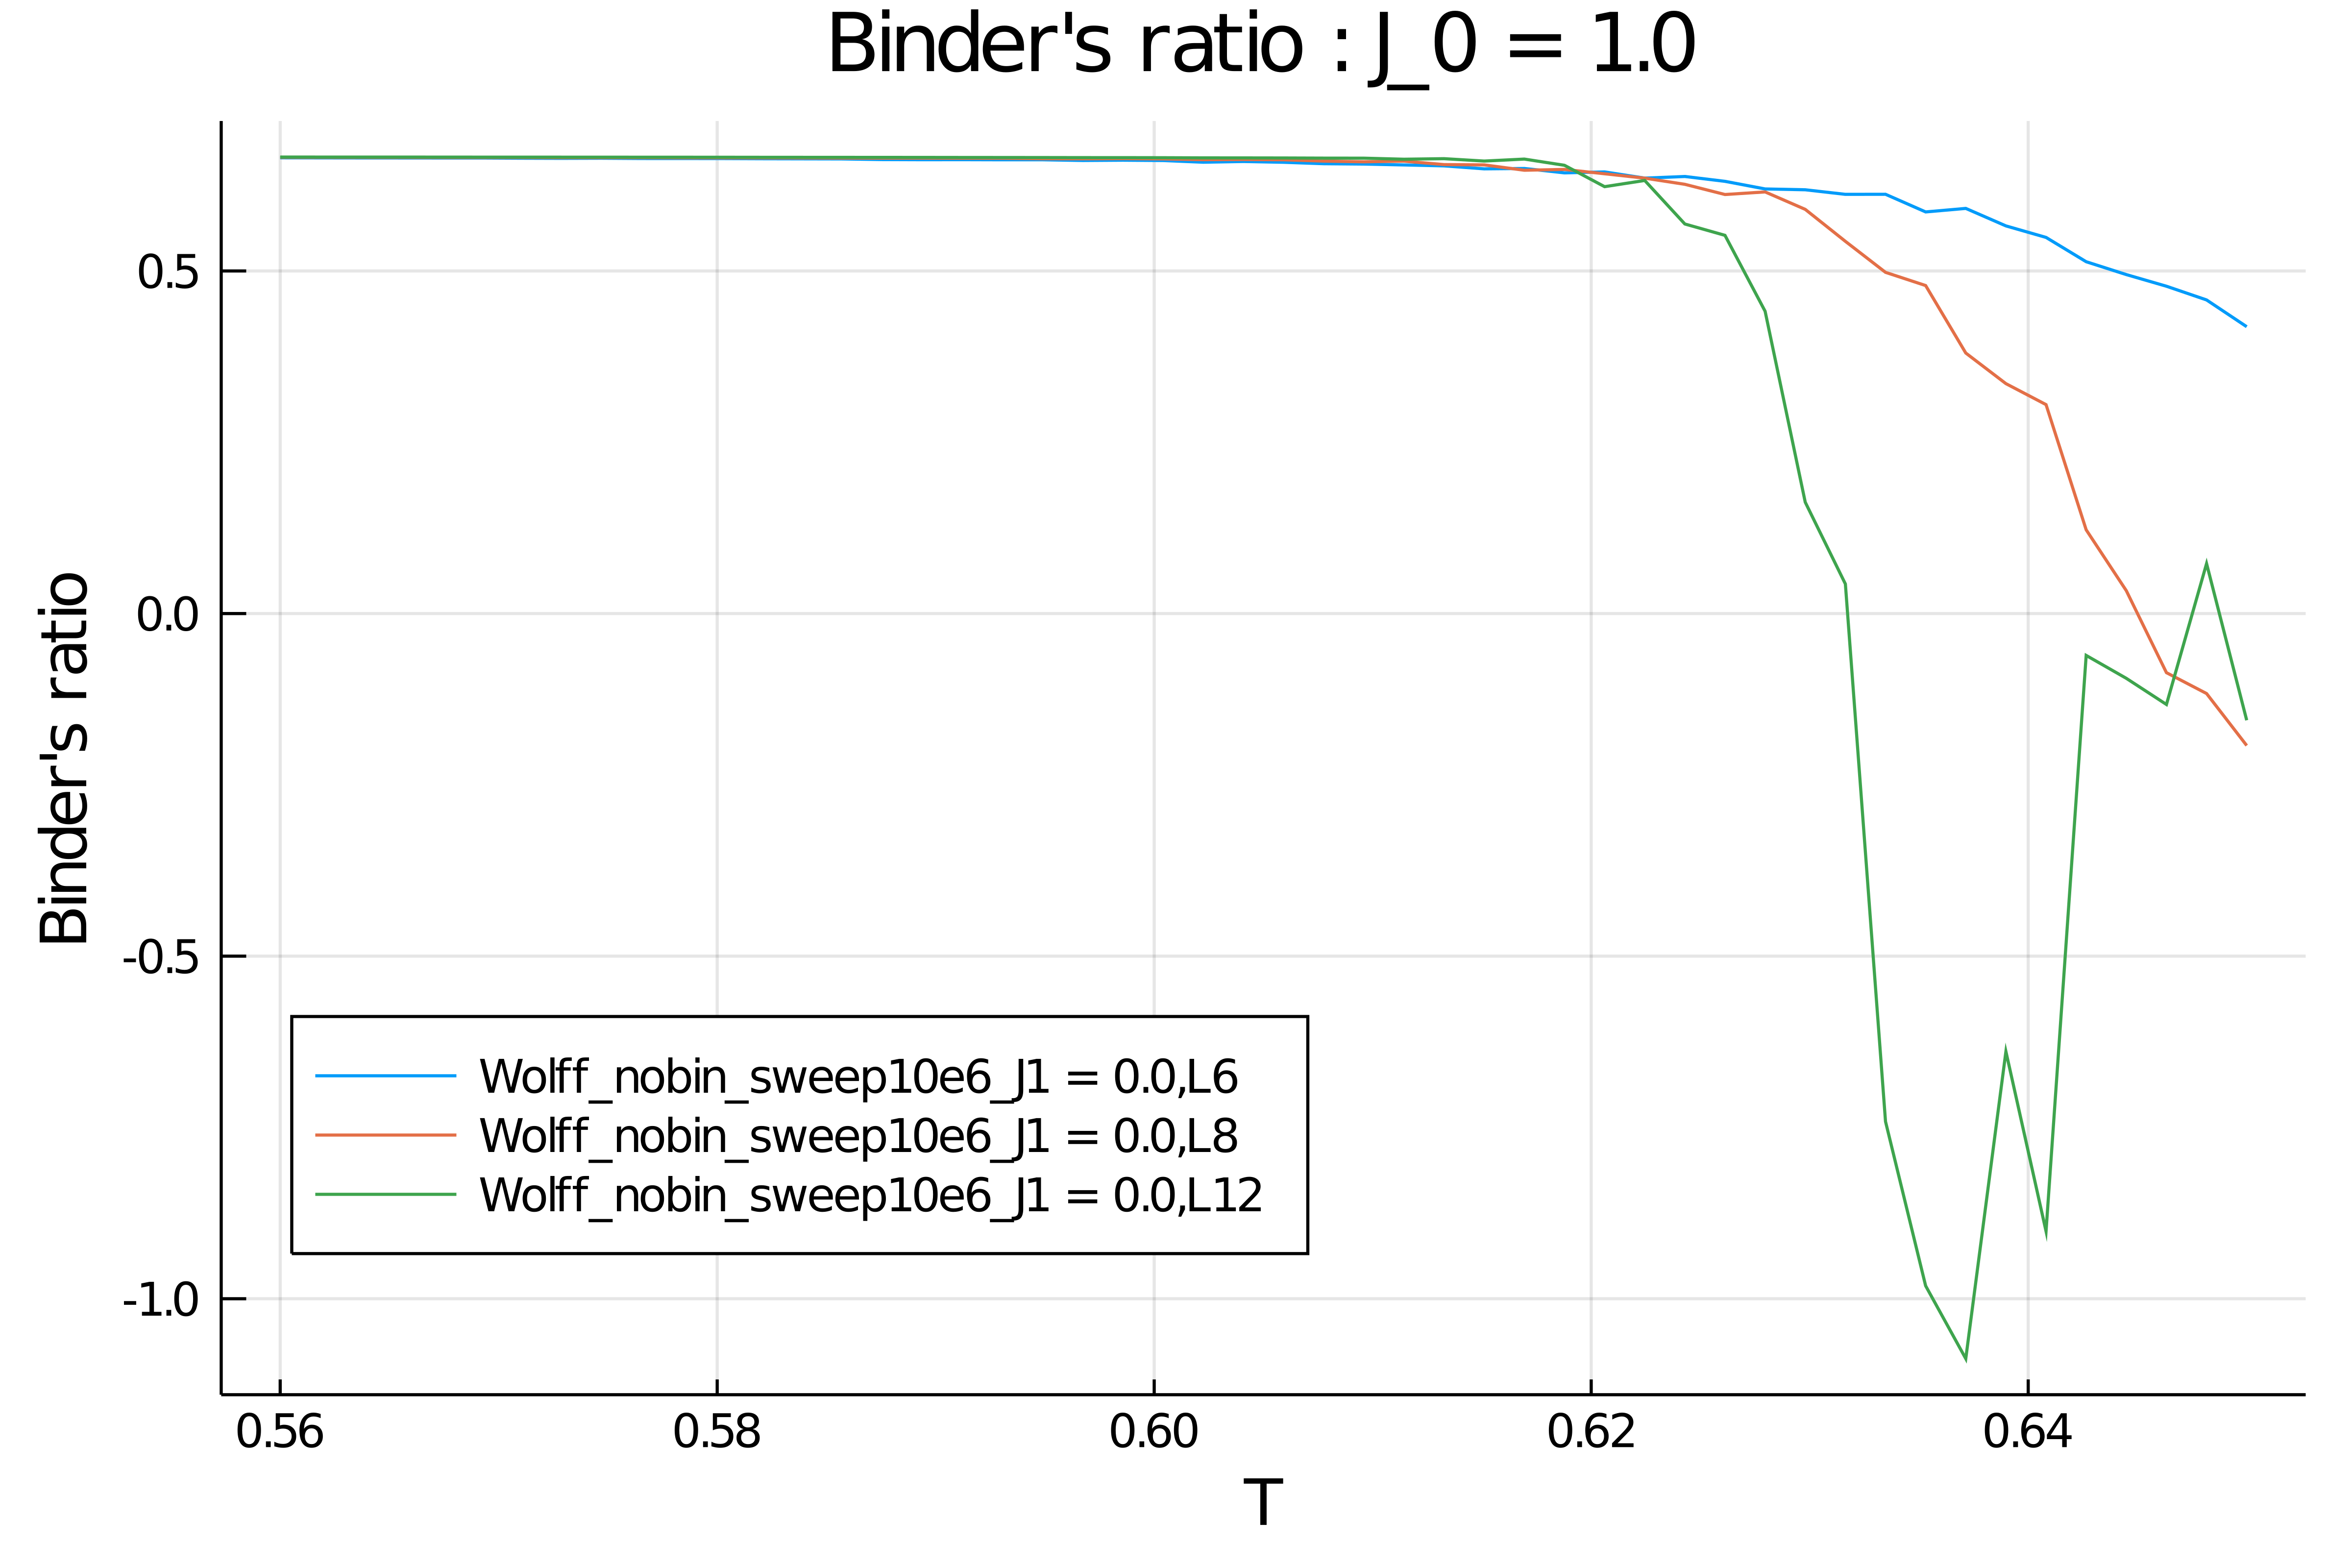 Binder's ratio : J_0 = 1.0
Binder's ratio
0.5
0.0
-0.5
-1.0
Wolff_nobin_sweep10e6_J1 = 0.0,L6
Wolff_nobin_sweep10e6_J1 = 0.0,L8
Wolff_nobin_sweep10e6_J1 = 0.0,L12
0.56 0.58 0.60 0.62 0.64
T